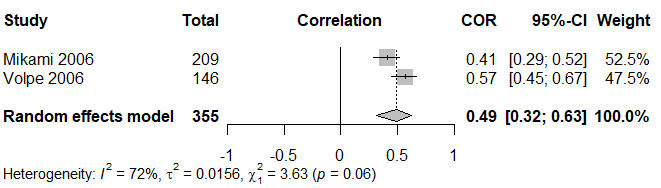 Study Total Correlation COR 95%-CI Weight
Mikami 2006 209 0.41 [0.29; 0.52] 52.5%
Volpe 2006 146 0.57 [0.45; 0.67] 47.5%
Random effects model 355 0.49 [0.32; 0.63] 100.0%
-1 -0.5 0 0.5 1
Heterogeneity: I² = 72%, τ² = 0.0156, χ²₁ = 3.63 (p = 0.06)